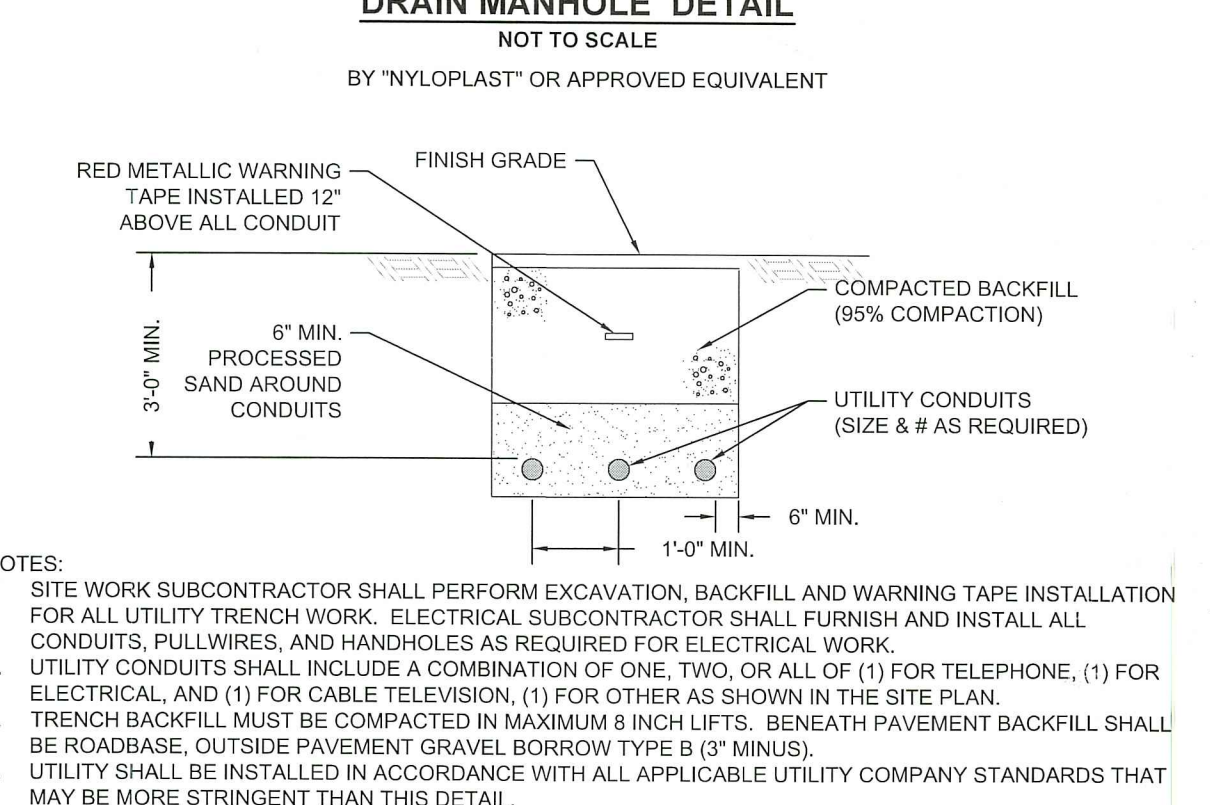 DRAIN MANHOLE DETAIL
NOT TO SCALE
BY "NYLOPLAST" OR APPROVED EQUIVALENT
RED METALLIC WARNING
TAPE INSTALLED 12"
ABOVE ALL CONDUIT
FINISH GRADE
COMPACTED BACKFILL
(95% COMPACTION)
3'-0" MIN.
6" MIN.
PROCESSED
SAND AROUND
CONDUITS
UTILITY CONDUITS
(SIZE & # AS REQUIRED)
6" MIN.
1'-0" MIN.
OTES:
SITE WORK SUBCONTRACTOR SHALL PERFORM EXCAVATION, BACKFILL AND WARNING TAPE INSTALLATION
FOR ALL UTILITY TRENCH WORK. ELECTRICAL SUBCONTRACTOR SHALL FURNISH AND INSTALL ALL
CONDUITS, PULLWIRES, AND HANDHOLES AS REQUIRED FOR ELECTRICAL WORK.
UTILITY CONDUITS SHALL INCLUDE A COMBINATION OF ONE, TWO, OR ALL OF (1) FOR TELEPHONE, (1) FOR
ELECTRICAL, AND (1) FOR CABLE TELEVISION, (1) FOR OTHER AS SHOWN IN THE SITE PLAN.
TRENCH BACKFILL MUST BE COMPACTED IN MAXIMUM 8 INCH LIFTS. BENEATH PAVEMENT BACKFILL SHALL
BE ROADBASE, OUTSIDE PAVEMENT GRAVEL BORROW TYPE B (3" MINUS).
UTILITY SHALL BE INSTALLED IN ACCORDANCE WITH ALL APPLICABLE UTILITY COMPANY STANDARDS THAT
MAY BE MORE STRINGENT THAN THIS DETAIL.